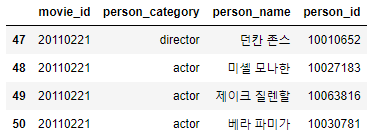 movie_id person_category person_name person_id
47 20110221 director 던칸 존스 10010652
48 20110221 actor 미셸 모나한 10027183
49 20110221 actor 제이크 질렌할 10063816
50 20110221 actor 베라 파미가 10030781